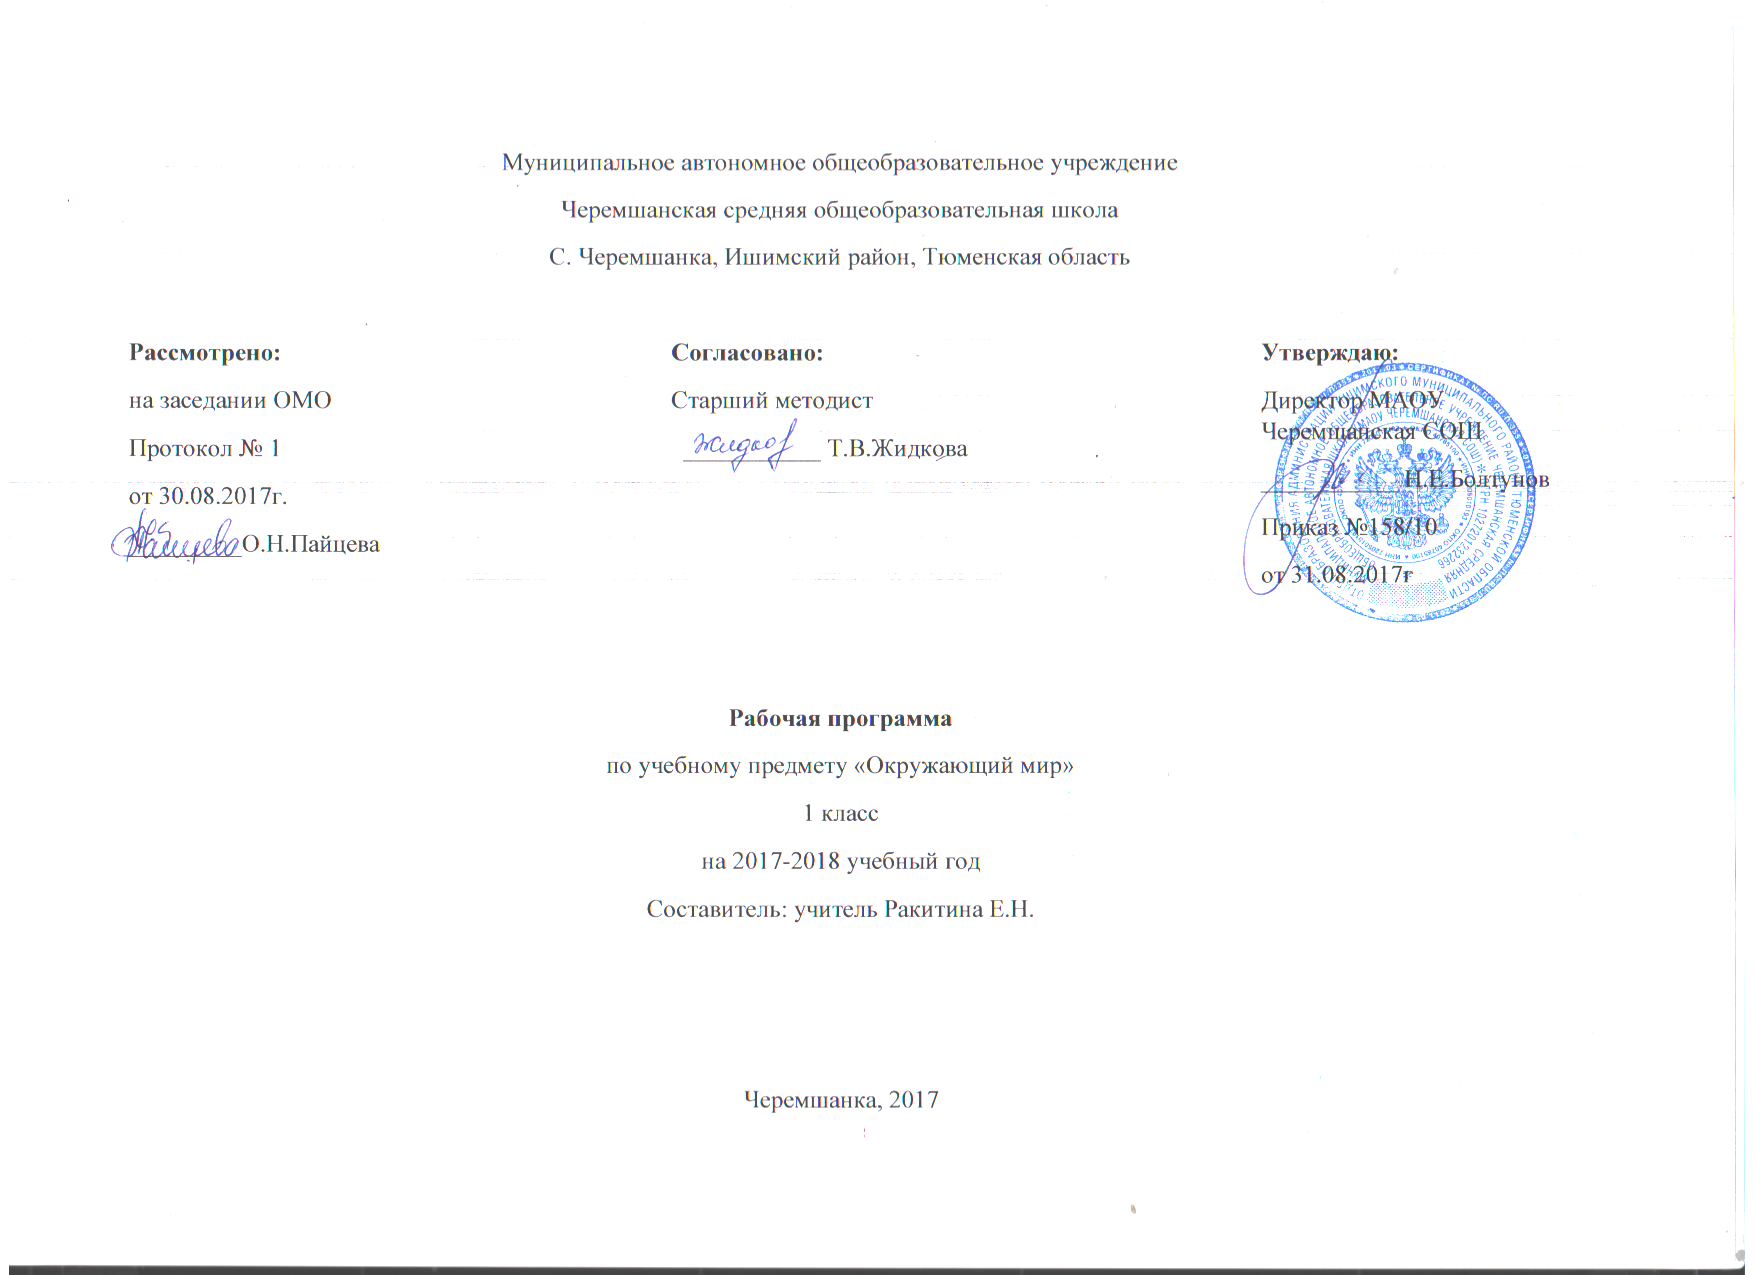 Муниципальное автономное общеобразовательное учреждение
Черемшанская средняя общеобразовательная школа
С. Черемшанка, Ишимский район, Тюменская область
Рассмотрено:
на заседании ОМО
Протокол № 1
от 30.08.2017г.
О.Н.Пайцева
Согласовано:
Старший методист
Т.В.Жидкова
Утверждаю:
Директор МАОУ
Черемшанская СОШ
Н.Е.Болтунов
Приказ №158/10
от 31.08.2017г
Рабочая программа
по учебному предмету «Окружающий мир»
1 класс
на 2017-2018 учебный год
Составитель: учитель Ракитина Е.Н.
Черемшанка, 2017